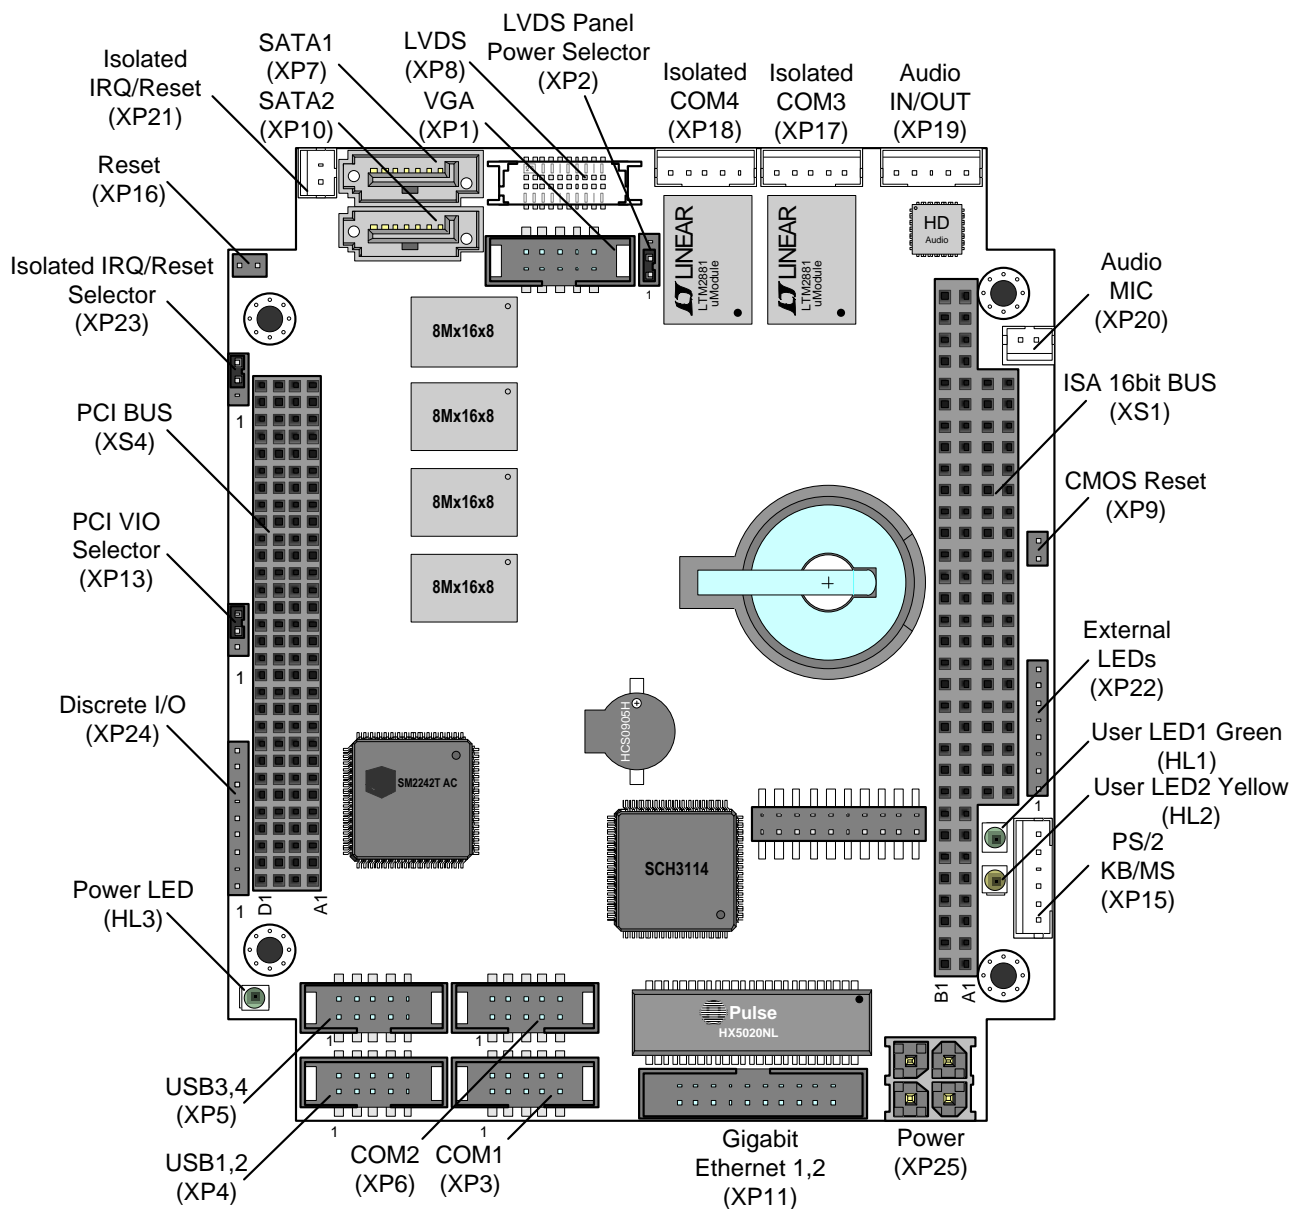 Isolated
IRQ/Reset
(XP21)
SATA1
(XP7)
SATA2
(XP10)
LVDS
(XP8)
VGA
(XP1)
LVDS Panel
Power Selector
(XP2)
Isolated
COM4
(XP18)
Isolated
COM3
(XP17)
Audio
IN/OUT
(XP19)
Reset
(XP16)
Isolated IRQ/Reset
Selector
(XP23)
PCI BUS
(XS4)
PCI VIO
Selector
(XP13)
Discrete I/O
(XP24)
Power LED
(HL3)
USB3,4
(XP5)
USB1,2
(XP4)
COM2
(XP6)
COM1
(XP3)
Gigabit
Ethernet 1,2
(XP11)
Power
(XP25)
Audio
MIC
(XP20)
ISA 16bit BUS
(XS1)
CMOS Reset
(XP9)
External
LEDs
(XP22)
User LED1 Green
(HL1)
User LED2 Yellow
(HL2)
PS/2
KB/MS
(XP15)
LINEAR
LTM2881
uModule
LINEAR
LTM2881
uModule
HD
Audio
1
8Mx16x8
8Mx16x8
8Mx16x8
8Mx16x8
1
1
1
D1
A1
HCS0905H
SM2242T AC
SCH3114
1
B1
A1
Pulse
HX5020NL
1
1
1
1